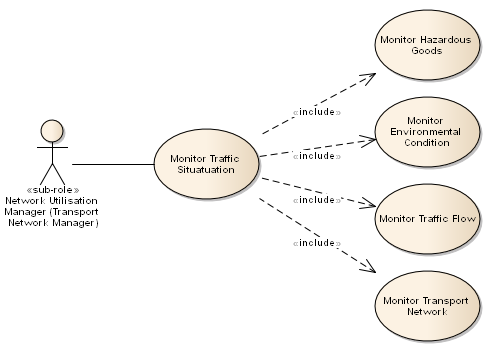 Monitor Hazardous
Goods
«include»
Monitor
Environmental
Condition
«include»
Monitor Traffic
Situatuation
«sub-role»
Network Utilisation
Manager (Transport
Network Manager)
«include»
Monitor Traffic Flow
«include»
Monitor Transport
Network